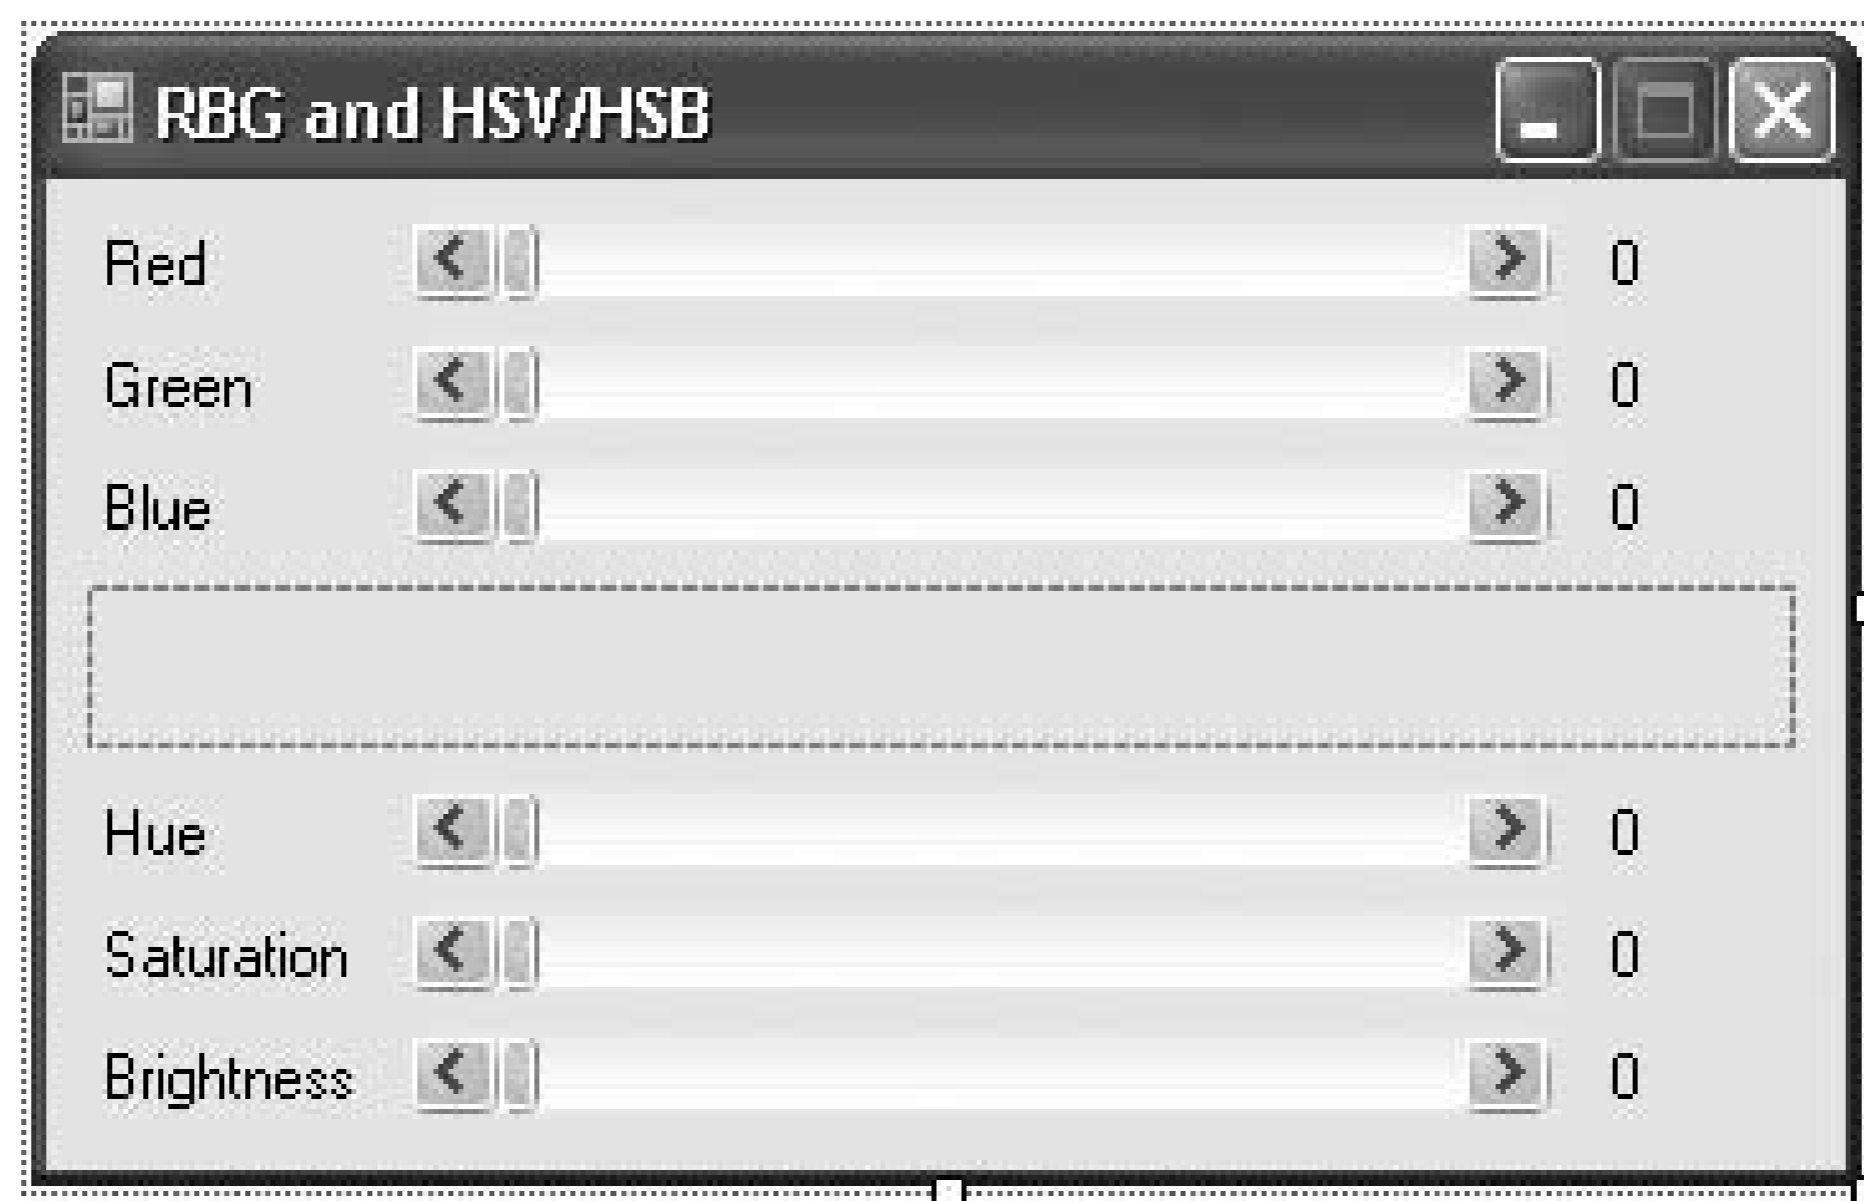 RBG and HSV/HSB
Red 0
Green 0
Blue 0
Hue 0
Saturation 0
Brightness 0